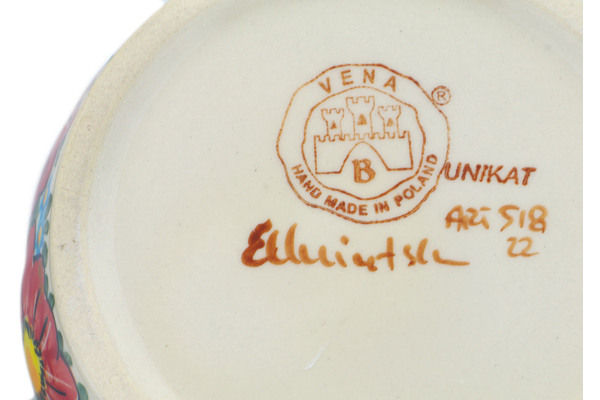 VENA
®
B
HAND MADE IN POLAND
UNIKAT
ART 518
22